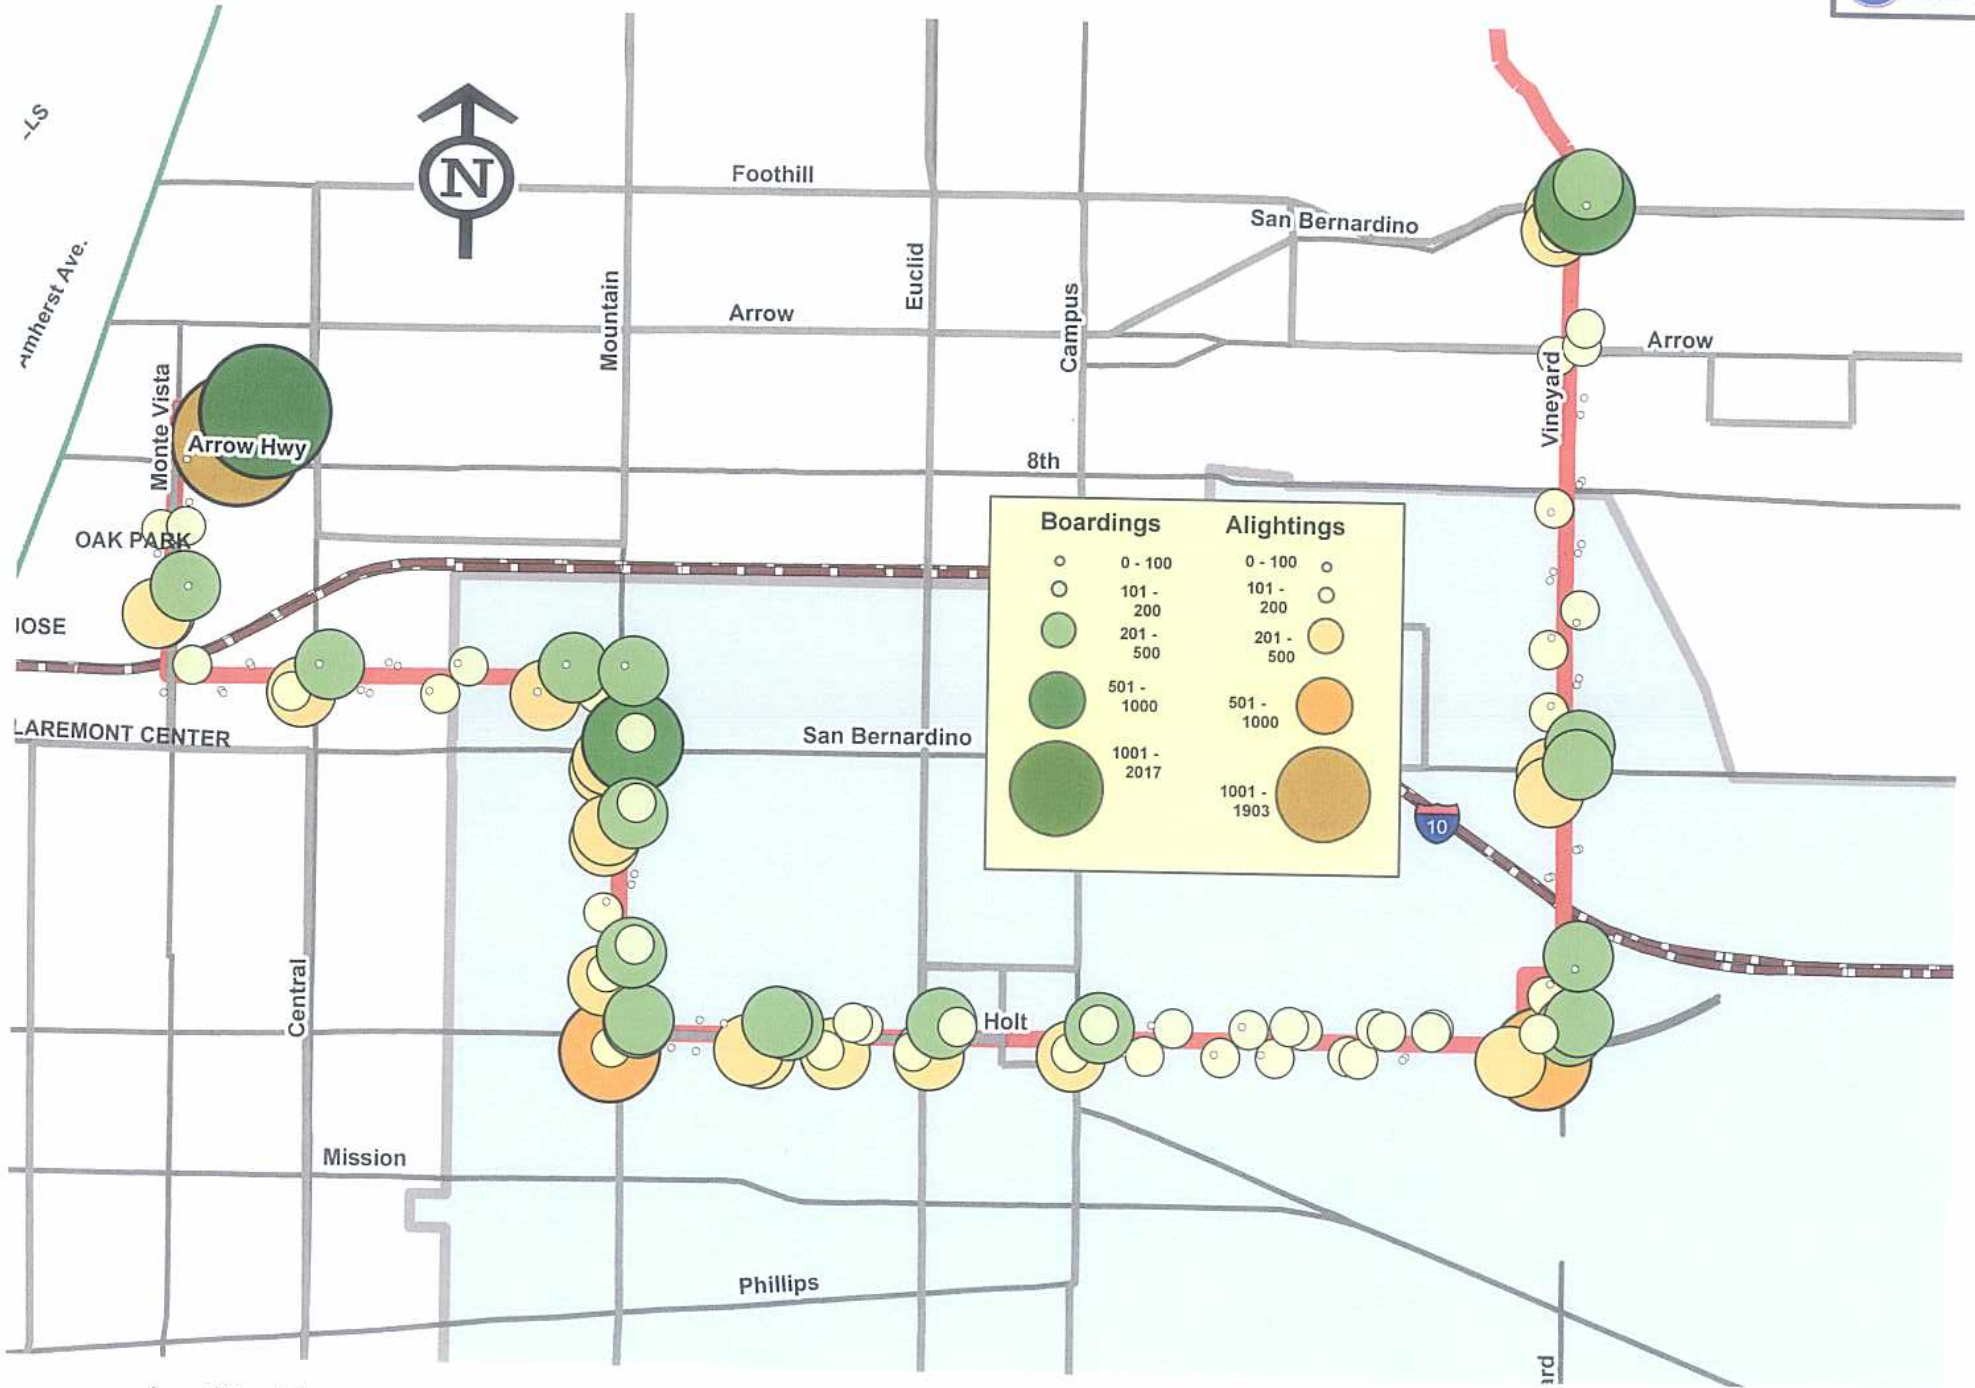 N
Foothill
San Bernardino
Amherst Ave.
Mountain
Euclid
Campus
Arrow
Arrow
Monte Vista
Vineyard
Arrow Hwy
8th
OAK PARK
Boardings
Alightings
0 - 100
0 - 100
101 -
200
101 -
200
201 -
500
201 -
500
501 -
1000
501 -
1000
1001 -
2017
1001 -
1903
JOSE
LAREMONT CENTER
San Bernardino
10
Central
Holt
Mission
Phillips
ard
LS